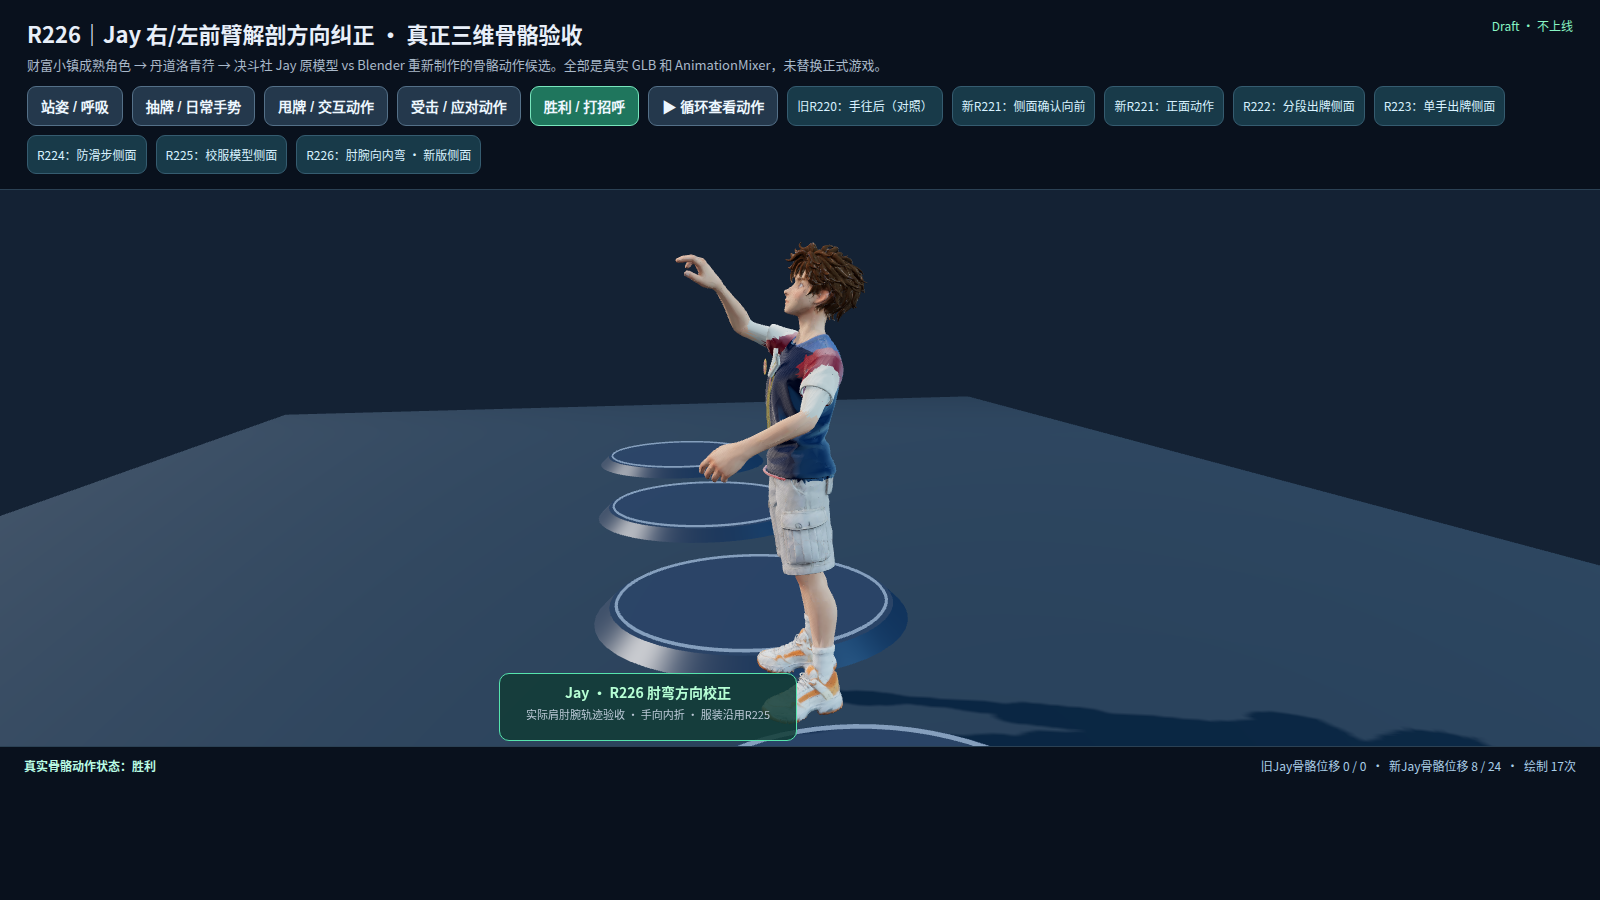 R226｜Jay 右/左前臂解剖方向纠正 · 真正三维骨骼验收
Draft · 不上线
财富小镇成熟角色 → 丹道洛青荇 → 决斗社 Jay 原模型 vs Blender 重新制作的骨骼动作候选。全部是真实 GLB 和 AnimationMixer，未替换正式游戏。
站姿 / 呼吸
抽牌 / 日常手势
甩牌 / 交互动作
受击 / 应对动作
胜利 / 打招呼
▶ 循环查看动作
旧R220：手往后（对照）
新R221：侧面确认向前
新R221：正面动作
R222：分段出牌侧面
R223：单手出牌侧面
R224：防滑步侧面
R225：校服模型侧面
R226：肘腕向内弯 · 新版侧面
Jay · R226 肘弯方向校正
实际肩肘腕轨迹验收 · 手向内折 · 服装沿用R225
真实骨骼动作状态：胜利
旧Jay骨骼位移 0 / 0 · 新Jay骨骼位移 8 / 24 · 绘制 17次